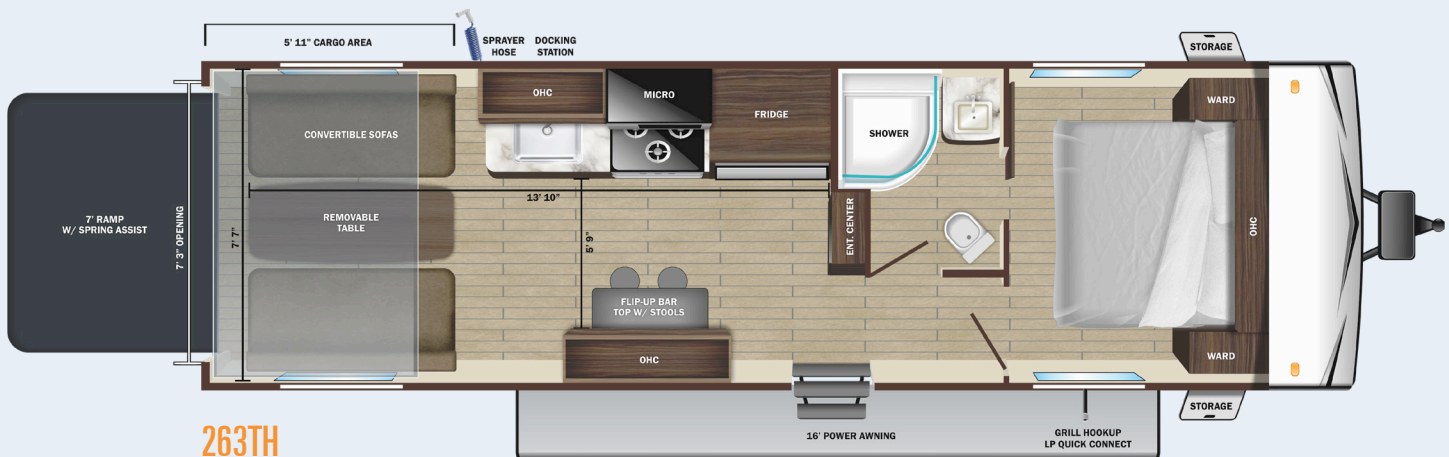 5' 11" CARGO AREA
SPRAYER HOSE
DOCKING STATION
STORAGE
OHC
MICRO
FRIDGE
SHOWER
WARD
CONVERTIBLE SOFAS
7' RAMP
W/ SPRING ASSIST
7' 3" OPENING
7' 7"
REMOVABLE
TABLE
13' 10"
5' 9"
ENT. CENTER
OHC
FLIP-UP BAR
TOP W/ STOOLS
OHC
WARD
STORAGE
263TH
16' POWER AWNING
GRILL HOOKUP
LP QUICK CONNECT